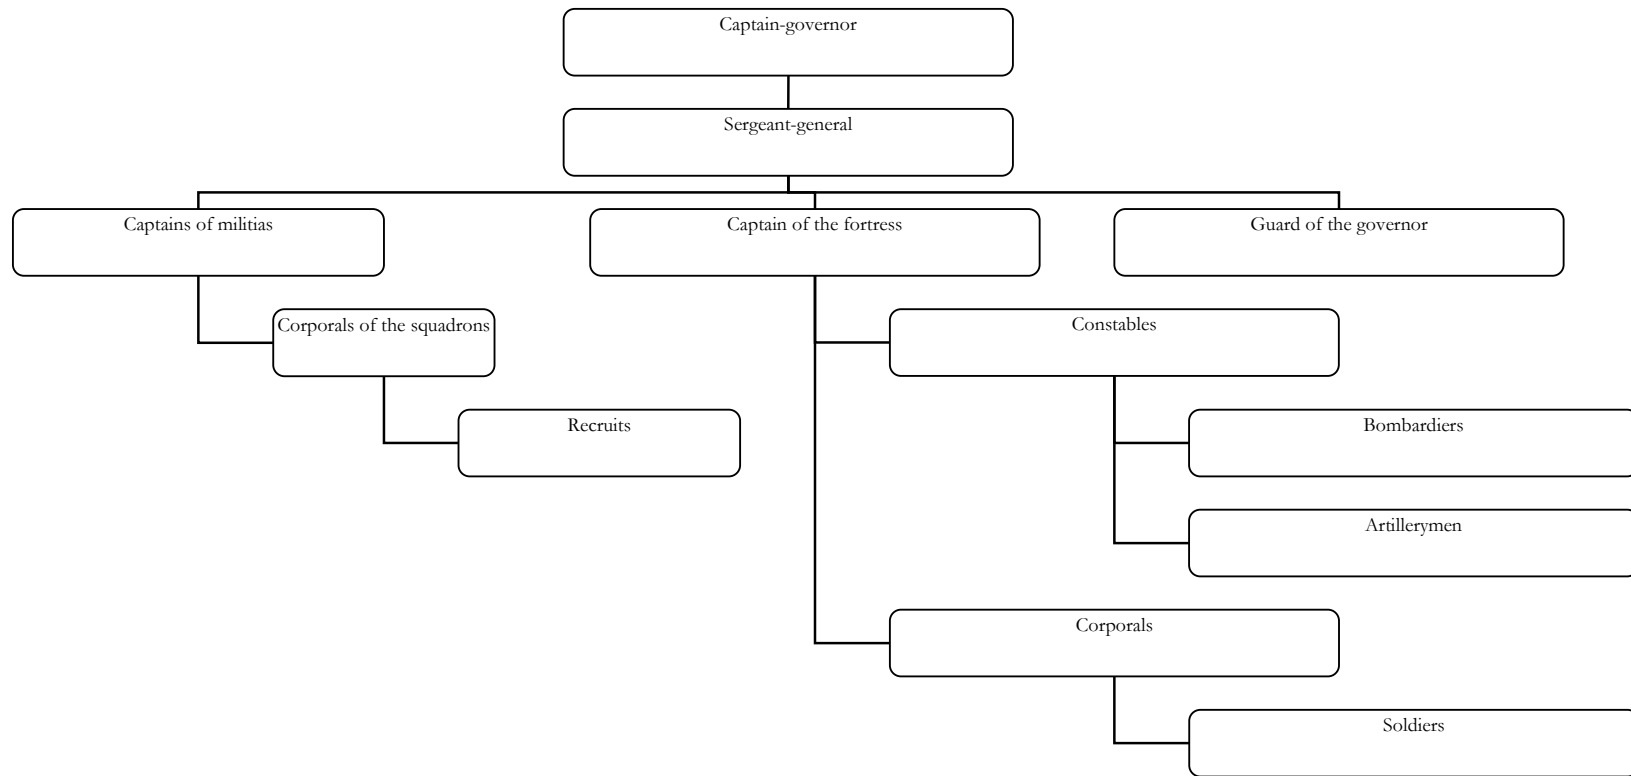 Captain-governor
Sergeant-general
Captains of militias
Captain of the fortress
Guard of the governor
Corporals of the squadrons
Constables
Recruits
Bombardiers
Artillerymen
Corporals
Soldiers